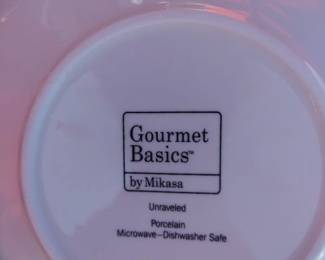 Gourmet
Basics™
by Mikasa
Unraveled
Porcelain
Microwave–Dishwasher Safe